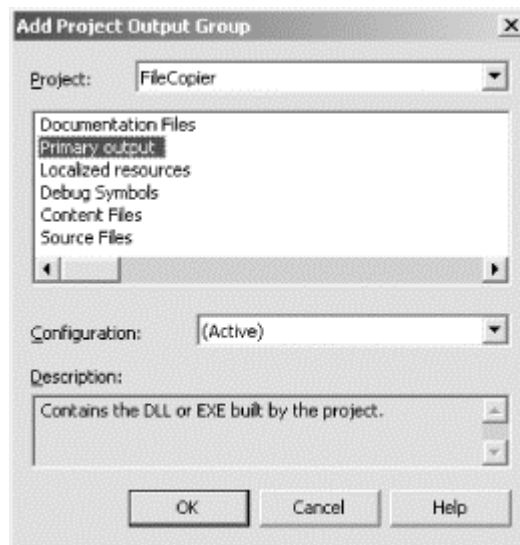 Add Project Output Group
Project: FileCopier
Documentation Files
Primary output
Localized resources
Debug Symbols
Content Files
Source Files
Configuration: (Active)
Description:
Contains the DLL or EXE built by the project.
OK Cancel Help